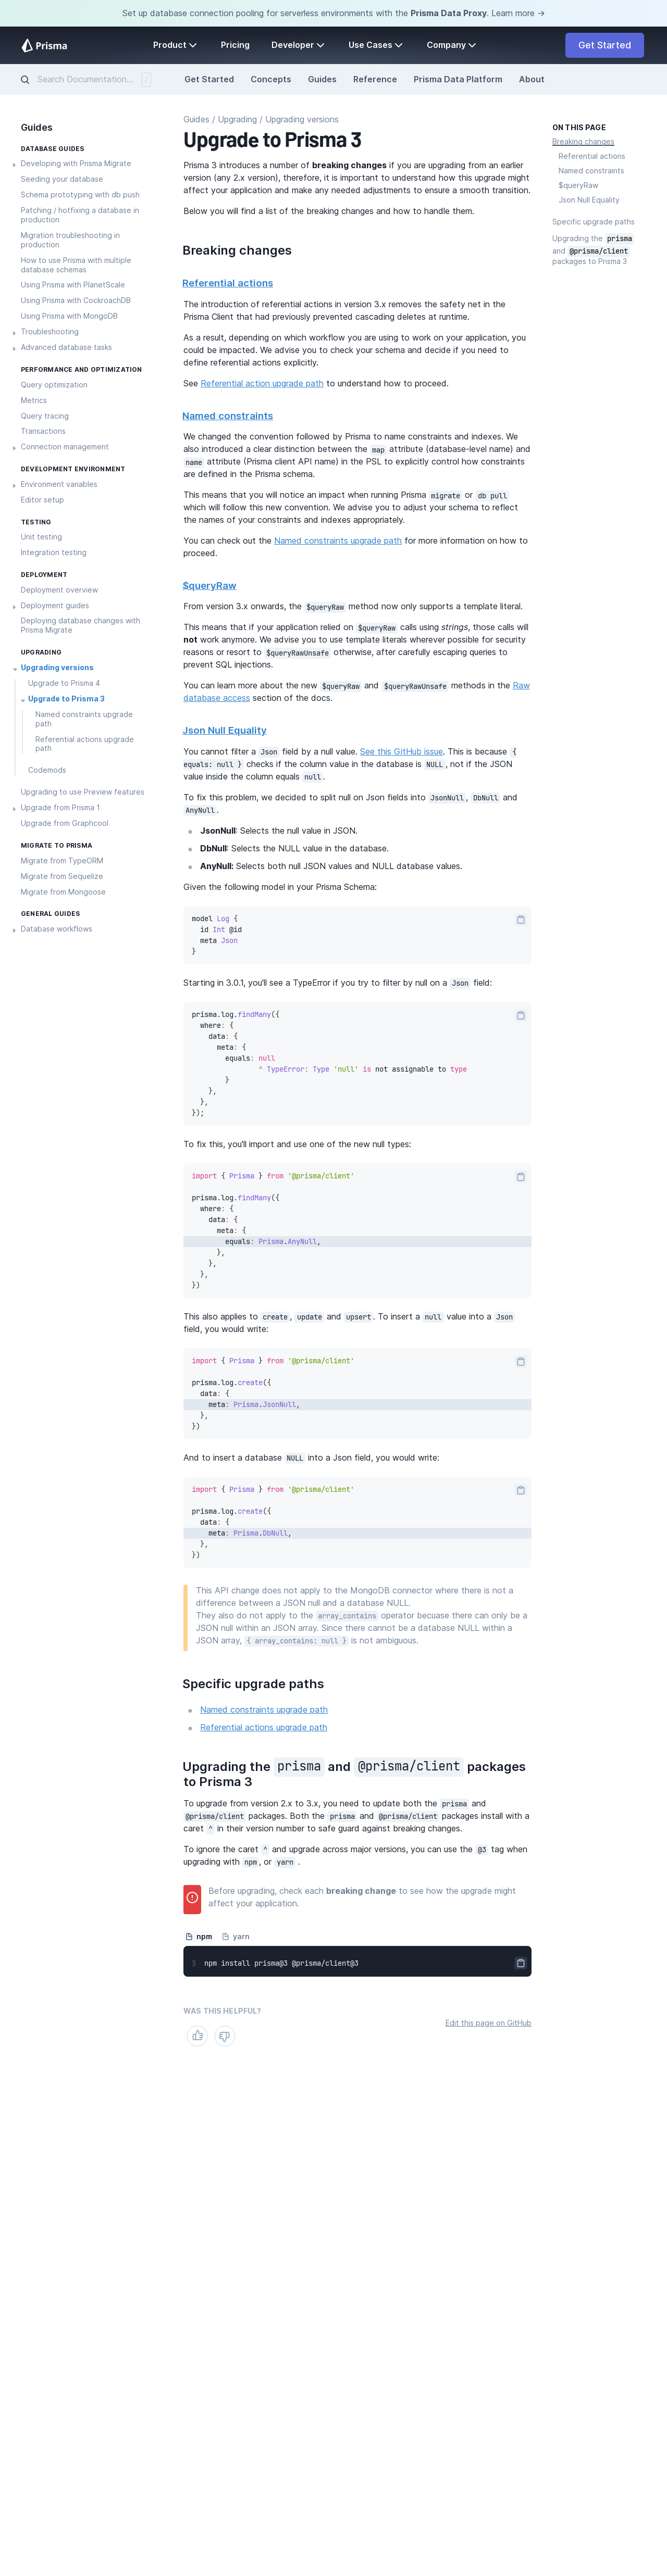 Set up database connection pooling for serverless environments with the Prisma Data Proxy. Learn more →
Prisma
Product
Pricing
Developer
Use Cases
Company
Get Started
Search Documentation... /
Get Started
Concepts
Guides
Reference
Prisma Data Platform
About
Guides
DATABASE GUIDES
Developing with Prisma Migrate
Seeding your database
Schema prototyping with db push
Patching / hotfixing a database in
production
Migration troubleshooting in
production
How to use Prisma with multiple
database schemas
Using Prisma with PlanetScale
Using Prisma with CockroachDB
Using Prisma with MongoDB
Troubleshooting
Advanced database tasks
PERFORMANCE AND OPTIMIZATION
Query optimization
Metrics
Query tracing
Transactions
Connection management
DEVELOPMENT ENVIRONMENT
Environment variables
Editor setup
TESTING
Unit testing
Integration testing
DEPLOYMENT
Deployment overview
Deployment guides
Deploying database changes with
Prisma Migrate
UPGRADING
Upgrading versions
Upgrade to Prisma 4
Upgrade to Prisma 3
Named constraints upgrade
path
Referential actions upgrade
path
Codemods
Upgrading to use Preview features
Upgrade from Prisma 1
Upgrade from Graphcool
MIGRATE TO PRISMA
Migrate from TypeORM
Migrate from Sequelize
Migrate from Mongoose
GENERAL GUIDES
Database workflows
Guides / Upgrading / Upgrading versions
Upgrade to Prisma 3
Prisma 3 introduces a number of breaking changes if you are upgrading from an earlier
version (any 2.x version), therefore, it is important to understand how this upgrade might
affect your application and make any needed adjustments to ensure a smooth transition.
Below you will find a list of the breaking changes and how to handle them.
Breaking changes
Referential actions
The introduction of referential actions in version 3.x removes the safety net in the
Prisma Client that had previously prevented cascading deletes at runtime.
As a result, depending on which workflow you are using to work on your application, you
could be impacted. We advise you to check your schema and decide if you need to
define referential actions explicitly.
See Referential action upgrade path to understand how to proceed.
Named constraints
We changed the convention followed by Prisma to name constraints and indexes. We
also introduced a clear distinction between the map attribute (database-level name) and
name attribute (Prisma client API name) in the PSL to explicitly control how constraints
are defined in the Prisma schema.
This means that you will notice an impact when running Prisma migrate or db pull
which will follow this new convention. We advise you to adjust your schema to reflect
the names of your constraints and indexes appropriately.
You can check out the Named constraints upgrade path for more information on how to
proceed.
$queryRaw
From version 3.x onwards, the $queryRaw method now only supports a template literal.
This means that if your application relied on $queryRaw calls using strings, those calls will
not work anymore. We advise you to use template literals whenever possible for security
reasons or resort to $queryRawUnsafe otherwise, after carefully escaping queries to
prevent SQL injections.
You can learn more about the new $queryRaw and $queryRawUnsafe methods in the Raw
database access section of the docs.
Json Null Equality
You cannot filter a Json field by a null value. See this GitHub issue. This is because {
equals: null } checks if the column value in the database is NULL, not if the JSON
value inside the column equals null.
To fix this problem, we decided to split null on Json fields into JsonNull, DbNull and
AnyNull.
JsonNull: Selects the null value in JSON.
DbNull: Selects the NULL value in the database.
AnyNull: Selects both null JSON values and NULL database values.
Given the following model in your Prisma Schema:
model Log {
id Int @id
meta Json
}
Starting in 3.0.1, you'll see a TypeError if you try to filter by null on a Json field:
prisma.log.findMany({
where: {
data: {
meta: {
equals: null
^ TypeError: Type 'null' is not assignable to type
}
},
},
});
To fix this, you'll import and use one of the new null types:
import { Prisma } from '@prisma/client'
prisma.log.findMany({
where: {
data: {
meta: {
equals: Prisma.AnyNull,
},
},
},
})
This also applies to create, update and upsert. To insert a null value into a Json
field, you would write:
import { Prisma } from '@prisma/client'
prisma.log.create({
data: {
meta: Prisma.JsonNull,
},
})
And to insert a database NULL into a Json field, you would write:
import { Prisma } from '@prisma/client'
prisma.log.create({
data: {
meta: Prisma.DbNull,
},
})
This API change does not apply to the MongoDB connector where there is not a
difference between a JSON null and a database NULL.
They also do not apply to the array_contains operator becuase there can only be a
JSON null within an JSON array. Since there cannot be a database NULL within a
JSON array, { array_contains: null } is not ambiguous.
Specific upgrade paths
Named constraints upgrade path
Referential actions upgrade path
Upgrading the prisma and @prisma/client packages
to Prisma 3
To upgrade from version 2.x to 3.x, you need to update both the prisma and
@prisma/client packages. Both the prisma and @prisma/client packages install with a
caret ^ in their version number to safe guard against breaking changes.
To ignore the caret ^ and upgrade across major versions, you can use the @3 tag when
upgrading with npm, or yarn .
Before upgrading, check each breaking change to see how the upgrade might
affect your application.
npm
yarn
$ npm install prisma@3 @prisma/client@3
WAS THIS HELPFUL?
Edit this page on GitHub
ON THIS PAGE
Breaking changes
Referential actions
Named constraints
$queryRaw
Json Null Equality
Specific upgrade paths
Upgrading the prisma
and @prisma/client
packages to Prisma 3